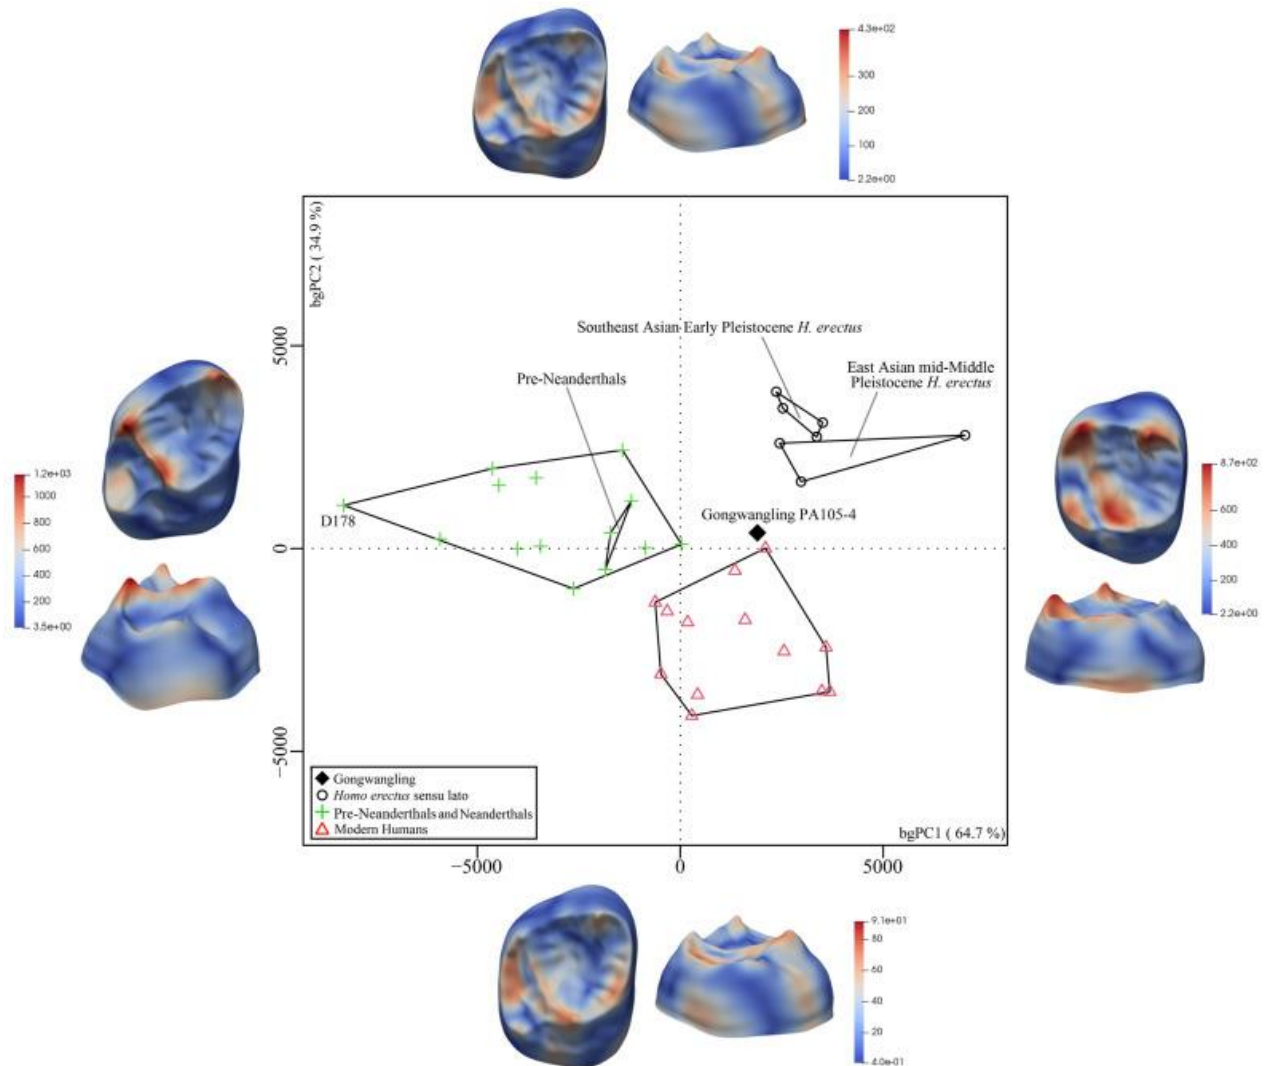 4.3e+02
300
200
100
2.2e+00
bgPC2 ( 34.9 %)
5000
0
−5000
Southeast Asian Early Pleistocene H. erectus
East Asian mid-Middle
Pleistocene H. erectus
Pre-Neanderthals
D178
Gongwangling PA105-4
1.2e+03
1000
800
600
400
200
3.5e+00
8.7e+02
600
400
200
2.2e+00
Gongwangling
Homo erectus sensu lato
Pre-Neanderthals and Neanderthals
Modern Humans
bgPC1 ( 64.7 %)
−5000
0
5000
9.1e+01
80
60
40
20
4.0e-01